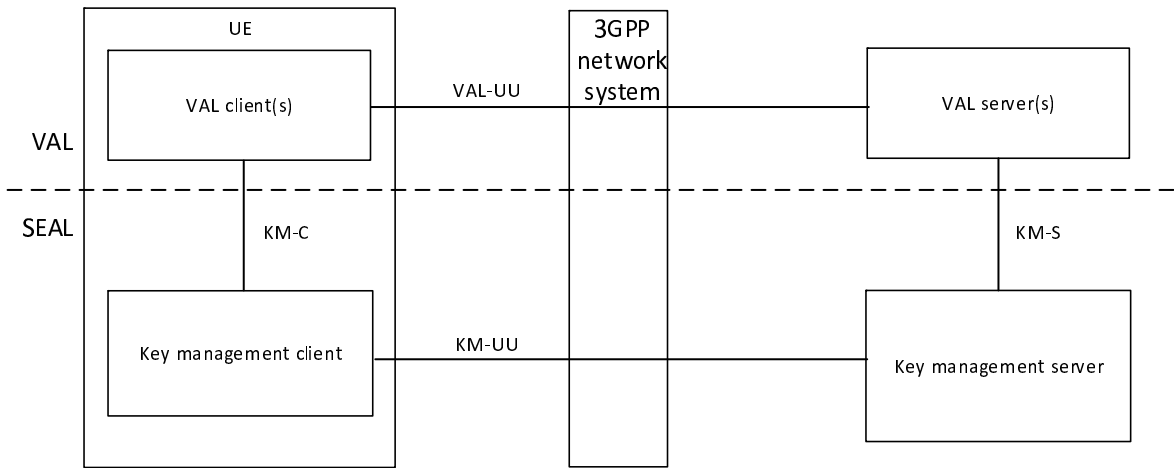 UE
3GPP
network
system
VAL client(s)
VAL-UU
VAL server(s)
VAL
SEAL
KM-C
KM-S
Key management client
KM-UU
Key management server